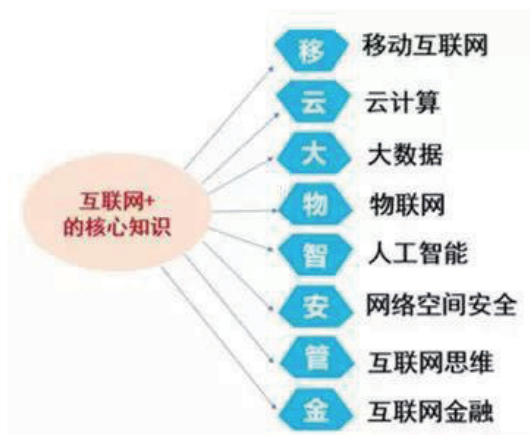 互联网+
的核心知识
移 移动互联网
云 云计算
大 大数据
物 物联网
智 人工智能
安 网络空间安全
管 互联网思维
金 互联网金融